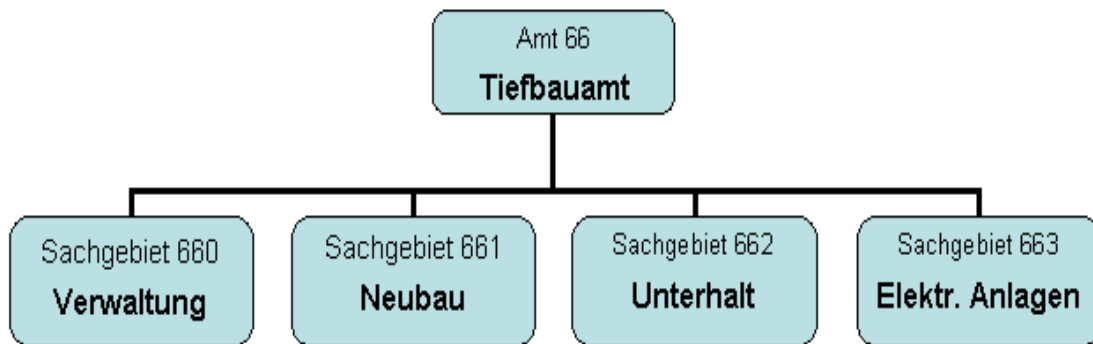 Amt 66
Tiefbauamt
Sachgebiet 660
Verwaltung
Sachgebiet 661
Neubau
Sachgebiet 662
Unterhalt
Sachgebiet 663
Elektr. Anlagen